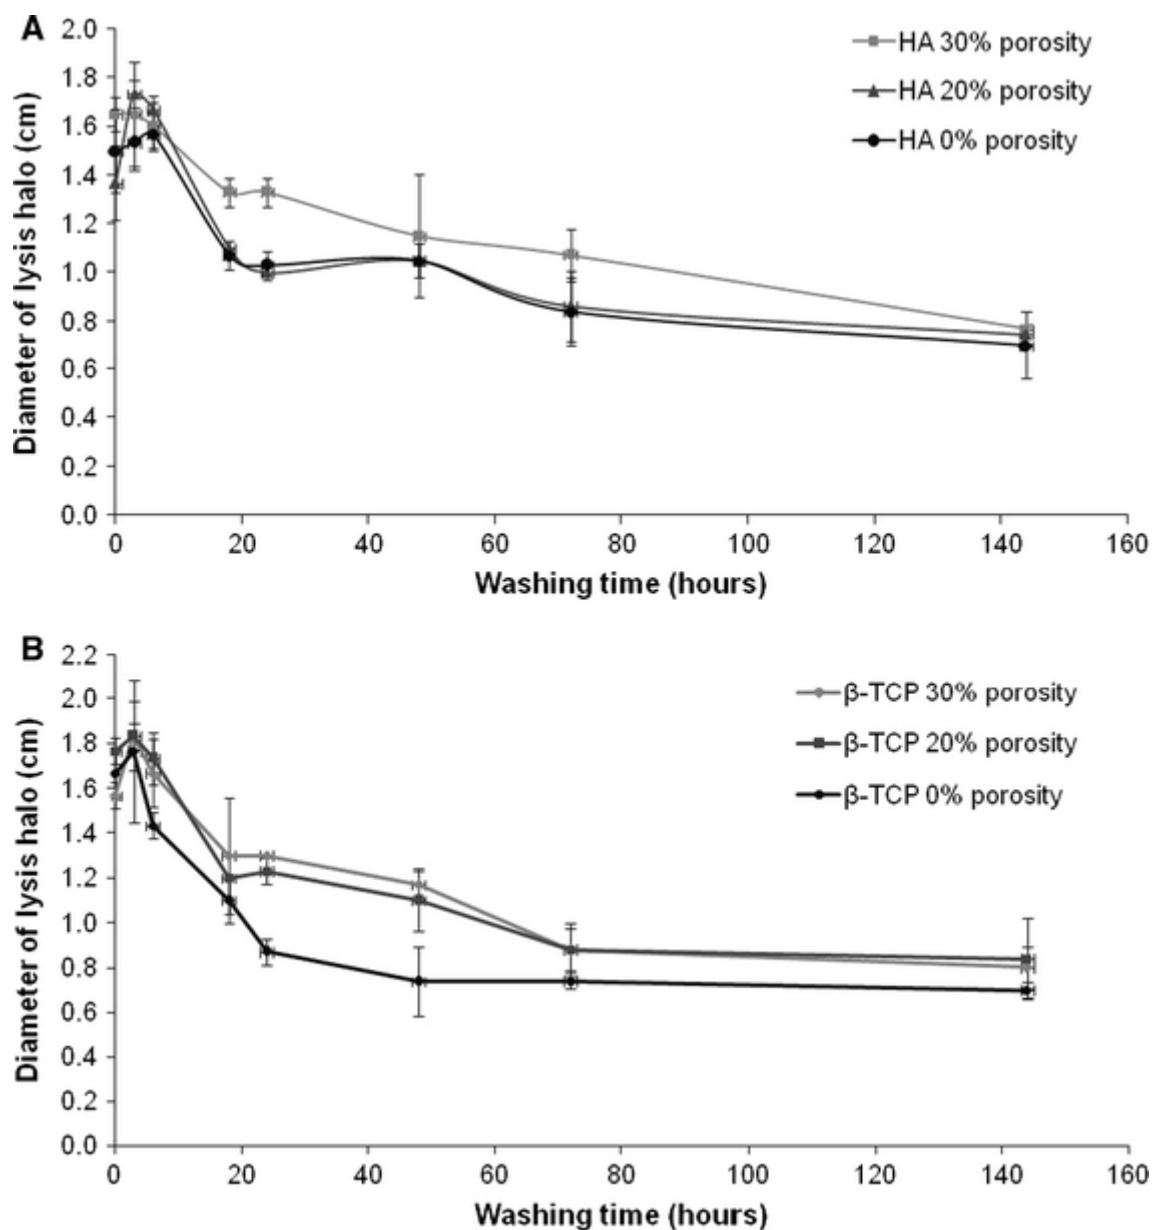 A
2.0
1.8
1.6
1.4
1.2
1.0
0.8
0.6
0.4
0.2
0.0
Diameter of lysis halo (cm)
HA 30% porosity
HA 20% porosity
HA 0% porosity
0 20 40 60 80 100 120 140 160
Washing time (hours)
B
2.2
2.0
1.8
1.6
1.4
1.2
1.0
0.8
0.6
0.4
0.2
0.0
Diameter of lysis halo (cm)
β-TCP 30% porosity
β-TCP 20% porosity
β-TCP 0% porosity
0 20 40 60 80 100 120 140 160
Washing time (hours)